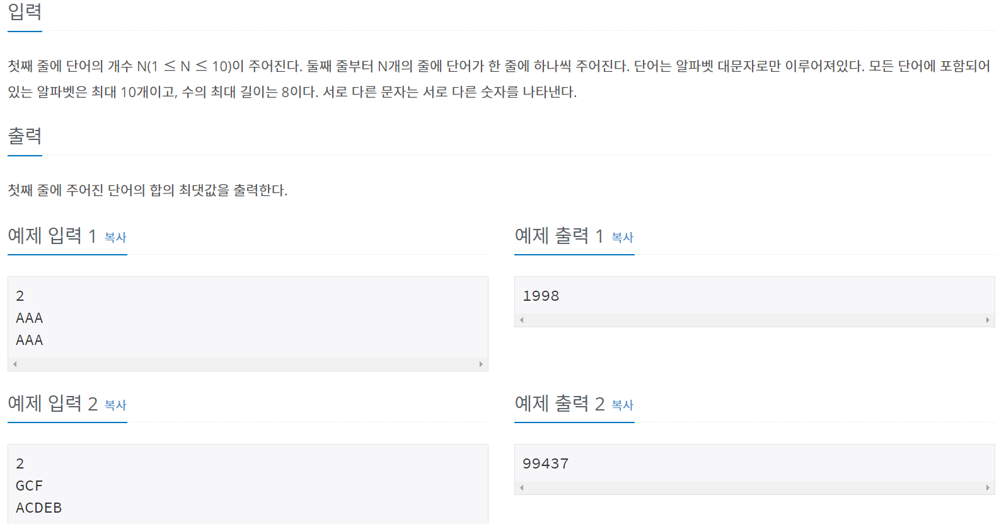 입력
첫째 줄에 단어의 개수 N(1 ≤ N ≤ 10)이 주어진다. 둘째 줄부터 N개의 줄에 단어가 한 줄에 하나씩 주어진다. 단어는 알파벳 대문자로만 이루어져있다. 모든 단어에 포함되어
있는 알파벳은 최대 10개이고, 수의 최대 길이는 8이다. 서로 다른 문자는 서로 다른 숫자를 나타낸다.
출력
첫째 줄에 주어진 단어의 합의 최댓값을 출력한다.
예제 입력 1 복사
2
AAA
AAA
예제 출력 1 복사
1998
예제 입력 2 복사
2
GCF
ACDEB
예제 출력 2 복사
99437